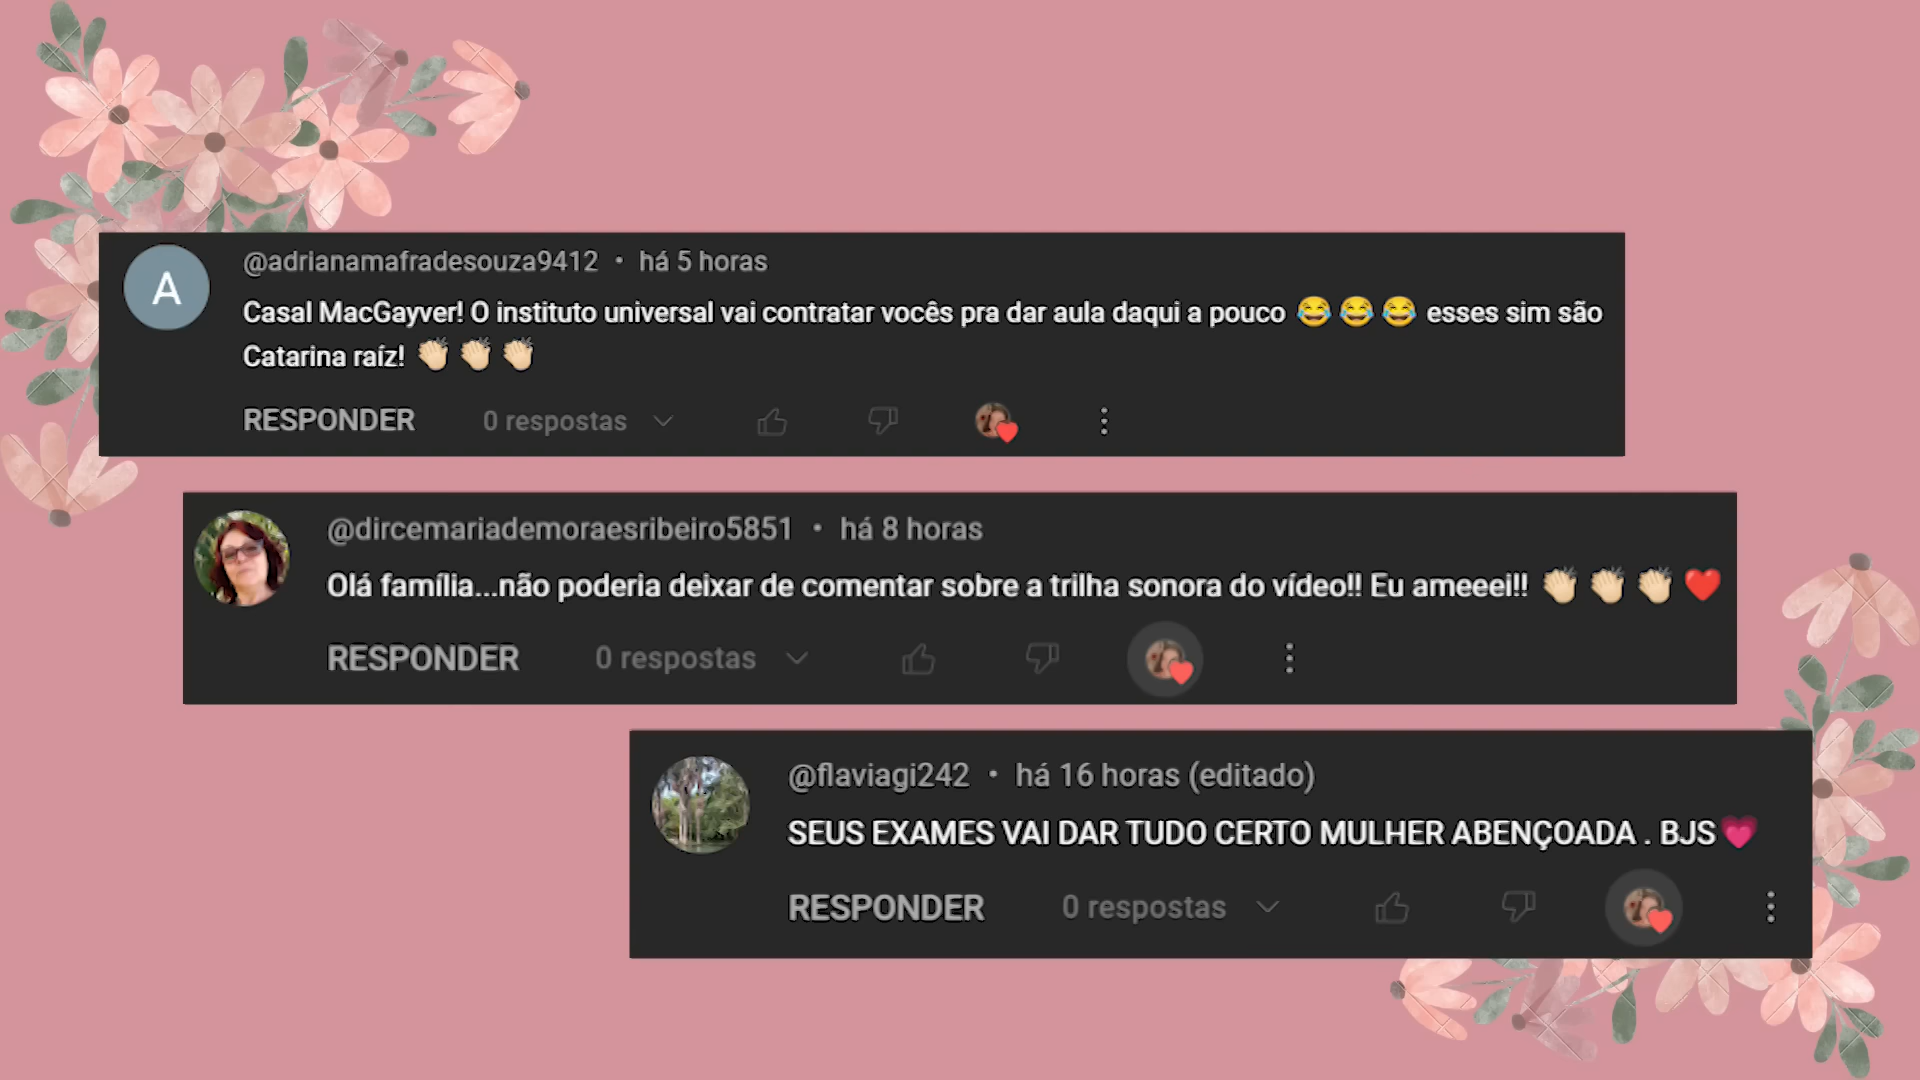 A
@adrianamafradesouza9412 • há 5 horas
Casal MacGayver! O instituto universal vai contratar vocês pra dar aula daqui a pouco 😂😂😂 esses sim são
Catarina raíz! 👏🏻👏🏻👏🏻
RESPONDER 0 respostas
@dircemariademoraesribeiro5851 • há 8 horas
Olá família...não poderia deixar de comentar sobre a trilha sonora do vídeo!! Eu ameeei!! 👏🏻👏🏻👏🏻❤️
RESPONDER 0 respostas
@flaviagi242 • há 16 horas (editado)
SEUS EXAMES VAI DAR TUDO CERTO MULHER ABENÇOADA . BJS💗
RESPONDER 0 respostas